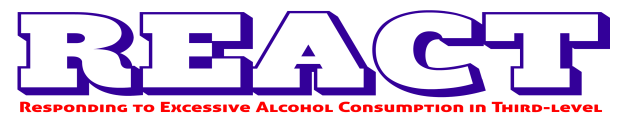 REACT
Responding to Excessive Alcohol Consumption in Third-level